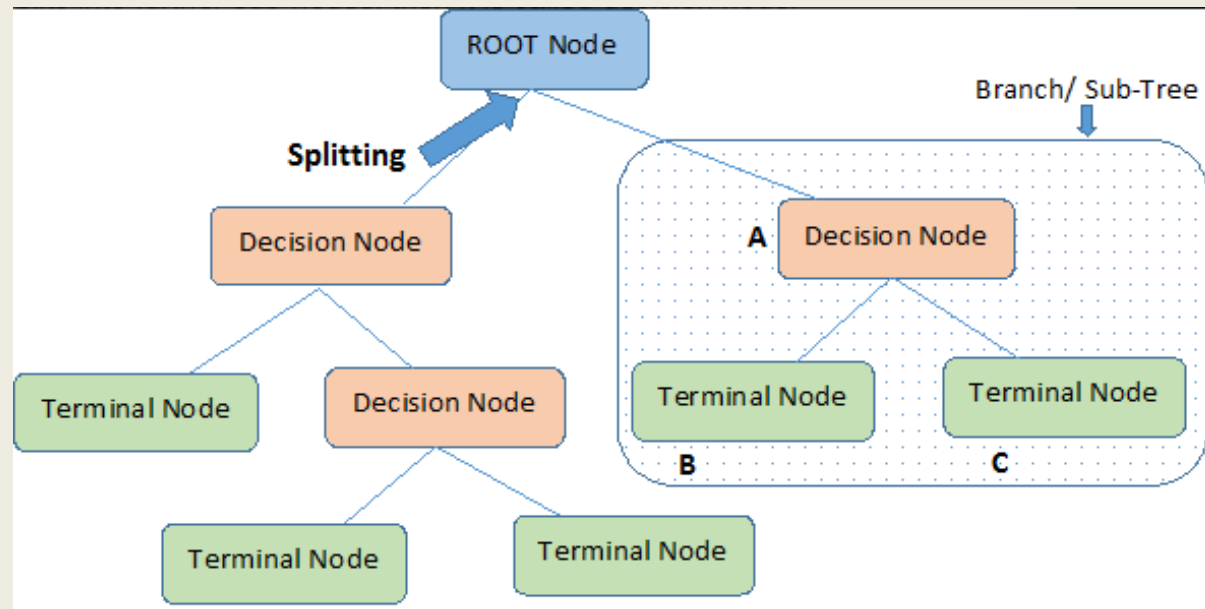 ROOT Node
Branch/ Sub-Tree
Splitting
Decision Node
A
Decision Node
Terminal Node
Decision Node
Terminal Node
Terminal Node
B
C
Terminal Node
Terminal Node